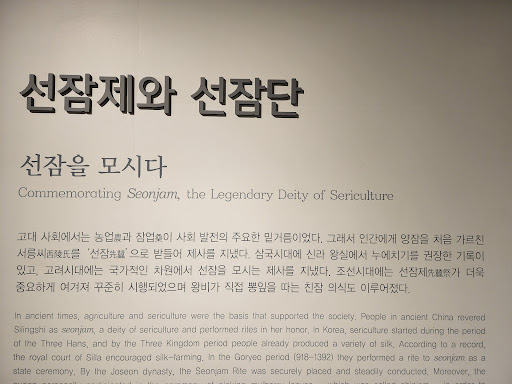 선잠제와 선잠단
선잠을 모시다
Commemorating Seonjam, the Legendary Deity of Sericulture
고대 사회에서는 농업農과 잠업桑이 사회 발전의 주요한 밑거름이었다. 그래서 인간에게 양잠을 처음 가르친
서릉씨西陵氏를 '선잠先蠶'으로 받들어 제사를 지냈다. 삼국시대에 신라 왕실에서 누에치기를 권장한 기록이
있고, 고려시대에는 국가적인 차원에서 선잠을 모시는 제사를 지냈다. 조선시대에는 선잠제先蠶祭가 더욱
중요하게 여겨져 꾸준히 시행되었으며 왕비가 직접 뽕잎을 따는 친잠 의식도 이루어졌다.
In ancient times, agriculture and sericulture were the basis that supported the society. People in ancient China revered
Silingshi as seonjam, a deity of sericulture and performed rites in her honor. In Korea, sericulture started during the period
of the Three Hans, and by the Three Kingdom period people already produced a variety of silk. According to a record,
the royal court of Silla encouraged silk-farming. In the Goryeo period (918-1392) they performed a rite to seonjam as a
state ceremony. By the Joseon dynasty, the Seonjam Rite was securely placed and steadily conducted. Moreover, the